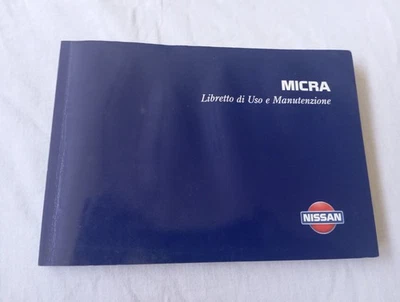 MICRA
Libretto di Uso e Manutenzione
NISSAN